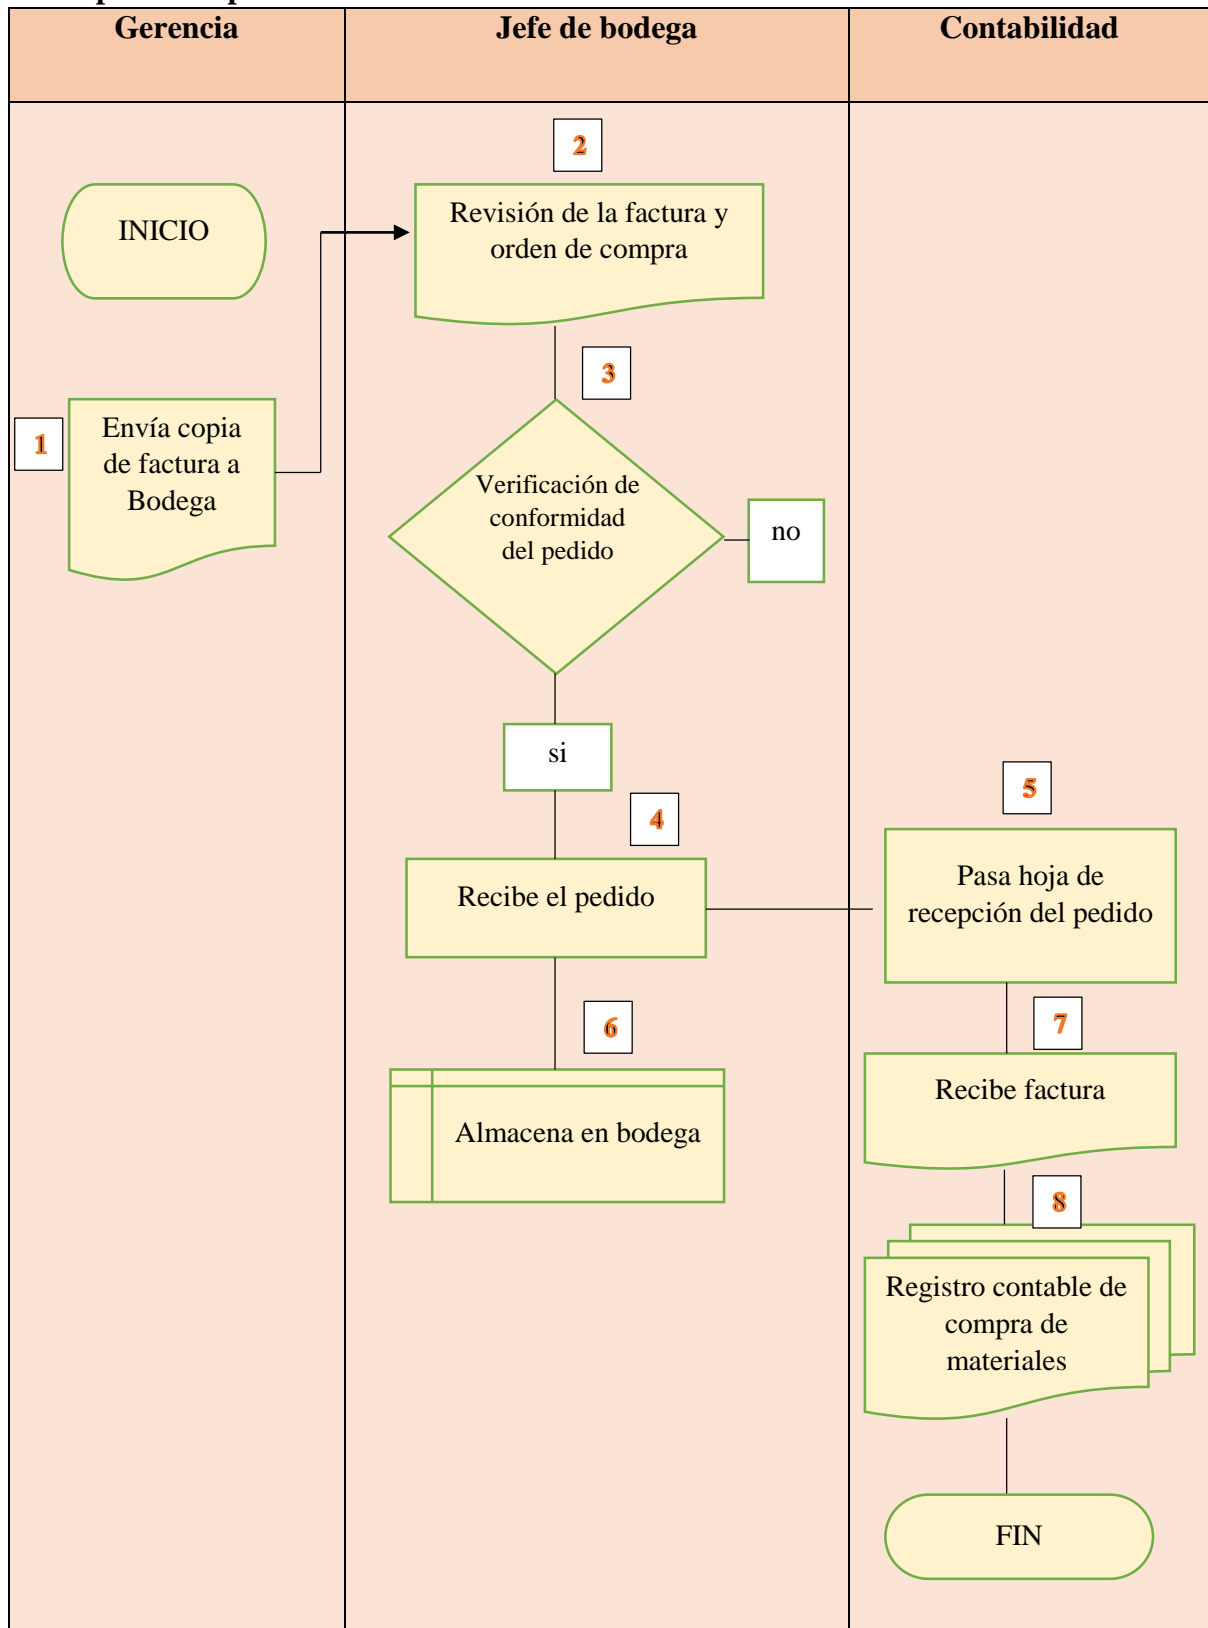 Gerencia
Jefe de bodega
Contabilidad
INICIO
1
Envía copia
de factura a
Bodega
2
Revisión de la factura y
orden de compra
3
Verificación de
conformidad
del pedido
no
si
4
Recibe el pedido
5
Pasa hoja de
recepción del pedido
6
Almacena en bodega
7
Recibe factura
8
Registro contable de
compra de
materiales
FIN